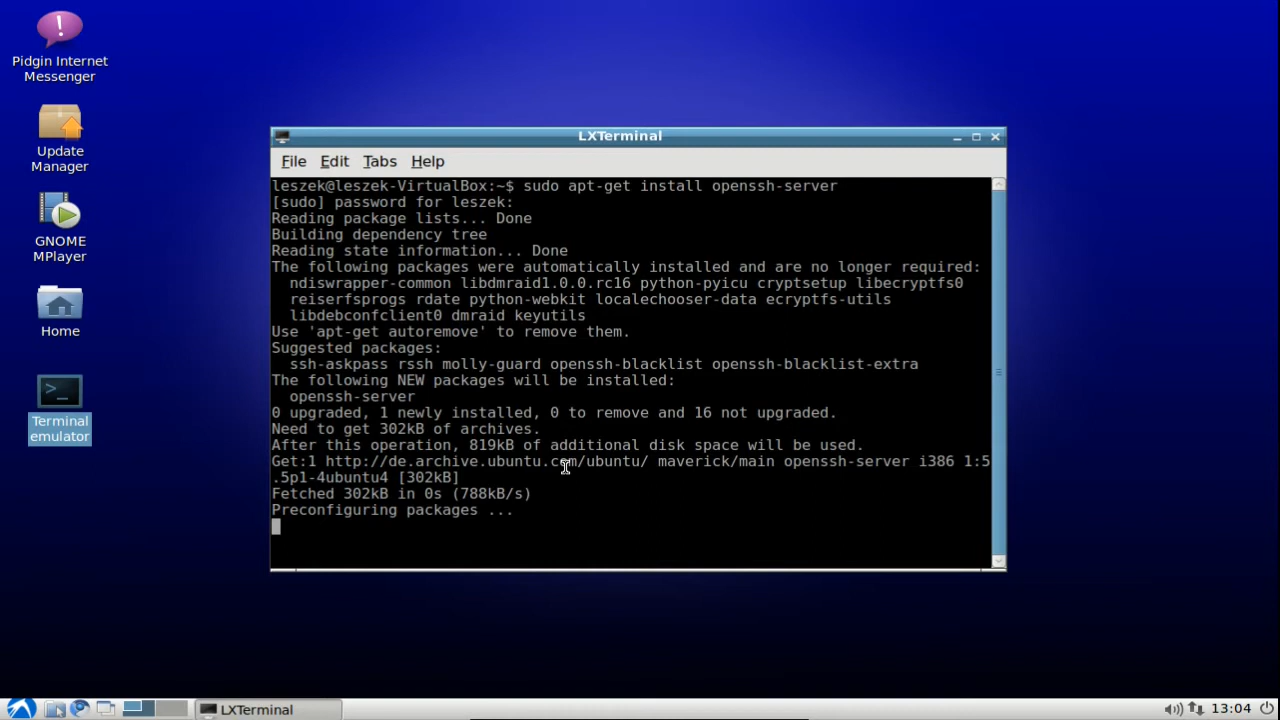 Pidgin Internet
Messenger
Update
Manager
GNOME
MPlayer
Home
>_
Terminal
emulator
LXTerminal
File Edit Tabs Help
leszek@leszek-VirtualBox:~$ sudo apt-get install openssh-server
[sudo] password for leszek:
Reading package lists... Done
Building dependency tree
Reading state information... Done
The following packages were automatically installed and are no longer required:
  ndiswrapper-common libdmraid1.0.0.rc16 python-pyicu cryptsetup libecryptfs0
  reiserfsprogs rdate python-webkit localechooser-data ecryptfs-utils
  libdebconfclient0 dmraid keyutils
Use 'apt-get autoremove' to remove them.
Suggested packages:
  ssh-askpass rssh molly-guard openssh-blacklist openssh-blacklist-extra
The following NEW packages will be installed:
  openssh-server
0 upgraded, 1 newly installed, 0 to remove and 16 not upgraded.
Need to get 302kB of archives.
After this operation, 819kB of additional disk space will be used.
Get:1 http://de.archive.ubuntu.com/ubuntu/ maverick/main openssh-server i386 1:5
.5p1-4ubuntu4 [302kB]
Fetched 302kB in 0s (788kB/s)
Preconfiguring packages ...
LXTerminal
13:04